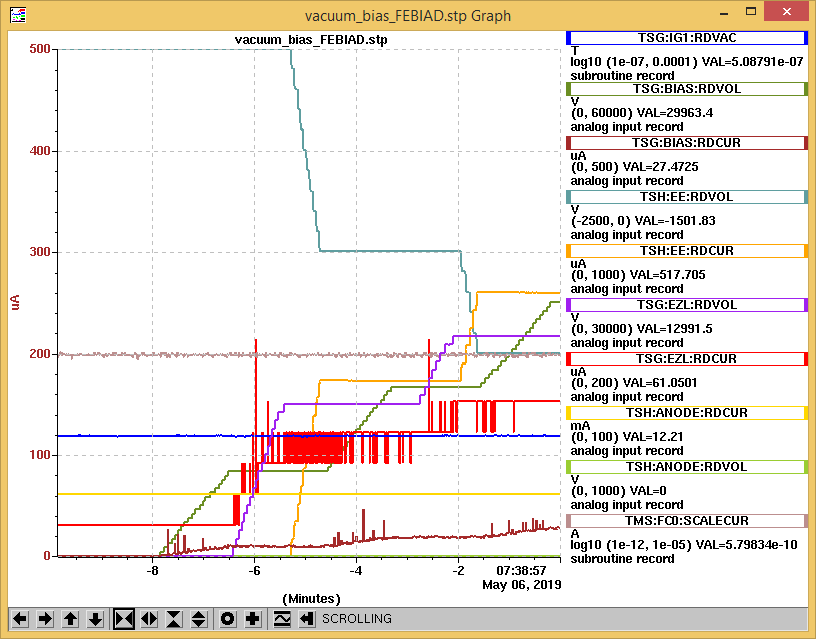 vacuum_bias_FEBIAD.stp Graph
vacuum_bias_FEBIAD.stp
500
400
300
200
100
0
uA
-8
-6
-4
-2
07:38:57
May 06, 2019
(Minutes)
TSG:IG1:RDVAC
T
log10 (1e-07, 0.0001) VAL=5.08791e-07
subroutine record
TSG:BIAS:RDVOL
V
(0, 60000) VAL=29963.4
analog input record
TSG:BIAS:RDCUR
uA
(0, 500) VAL=27.4725
analog input record
TSH:EE:RDVOL
V
(-2500, 0) VAL=-1501.83
analog input record
TSH:EE:RDCUR
uA
(0, 1000) VAL=517.705
analog input record
TSG:EZL:RDVOL
V
(0, 30000) VAL=12991.5
analog input record
TSG:EZL:RDCUR
uA
(0, 200) VAL=61.0501
analog input record
TSH:ANODE:RDCUR
mA
(0, 100) VAL=12.21
analog input record
TSH:ANODE:RDVOL
V
(0, 1000) VAL=0
analog input record
TMS:FC0:SCALECUR
A
log10 (1e-12, 1e-05) VAL=5.79834e-10
subroutine record
SCROLLING